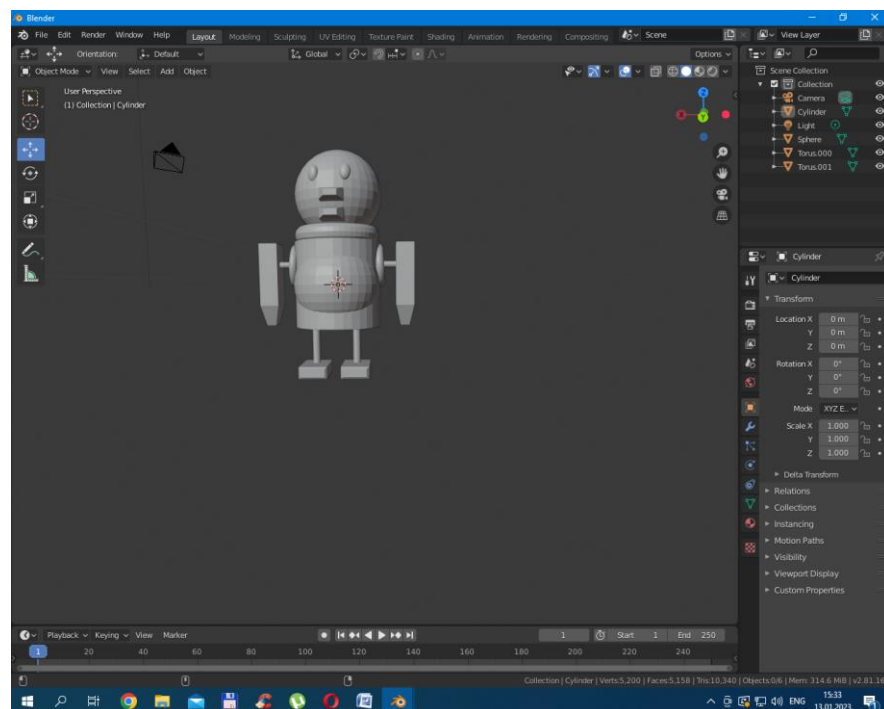 Blender
File Edit Render Window Help Layout Modeling Sculpting UV Editing Texture Paint Shading Animation Rendering Compositing Scene View Layer
Orientation: Default Global Options
Object Mode View Select Add Object
User Perspective
(1) Collection | Cylinder
Z
X
Y
Scene Collection
Collection
Camera
Cylinder
Light
Sphere
Torus.000
Torus.001
Cylinder
Cylinder
Transform
Location X 0 m
Y 0 m
Z 0 m
Rotation X 0°
Y 0°
Z 0°
Mode XYZ E..
Scale X 1.000
Y 1.000
Z 1.000
Delta Transform
Relations
Collections
Instancing
Motion Paths
Visibility
Viewport Display
Custom Properties
Playback Keying View Marker 1 Start 1 End 250
1 20 40 60 80 100 120 140 160 180 200 220 240
Collection | Cylinder | Verts:5,200 | Faces:5,158 | Tris:10,340 | Objects:0/6 | Mem: 314.6 MiB | v2.81.16
ENG 15:33
13.01.2023